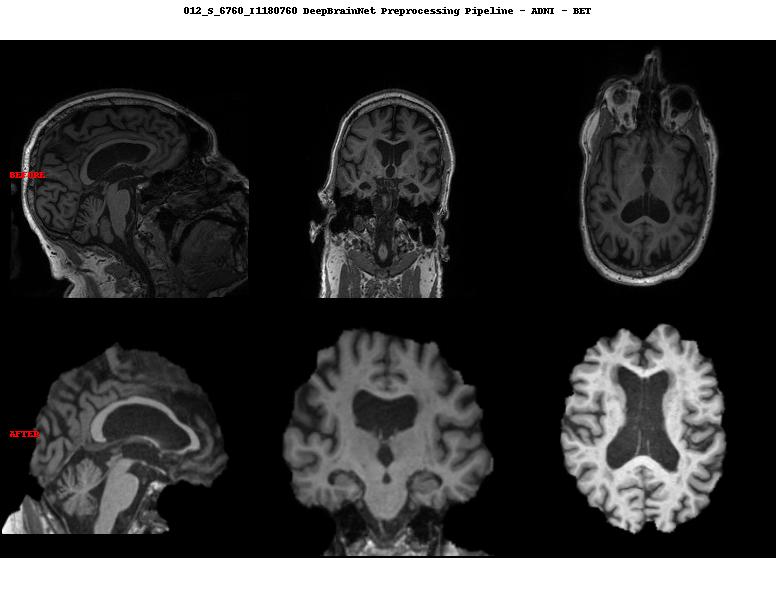 012_S_6760_I1180760 DeepBrainNet Preprocessing Pipeline - ADNI - BET
BEFORE
AFTER